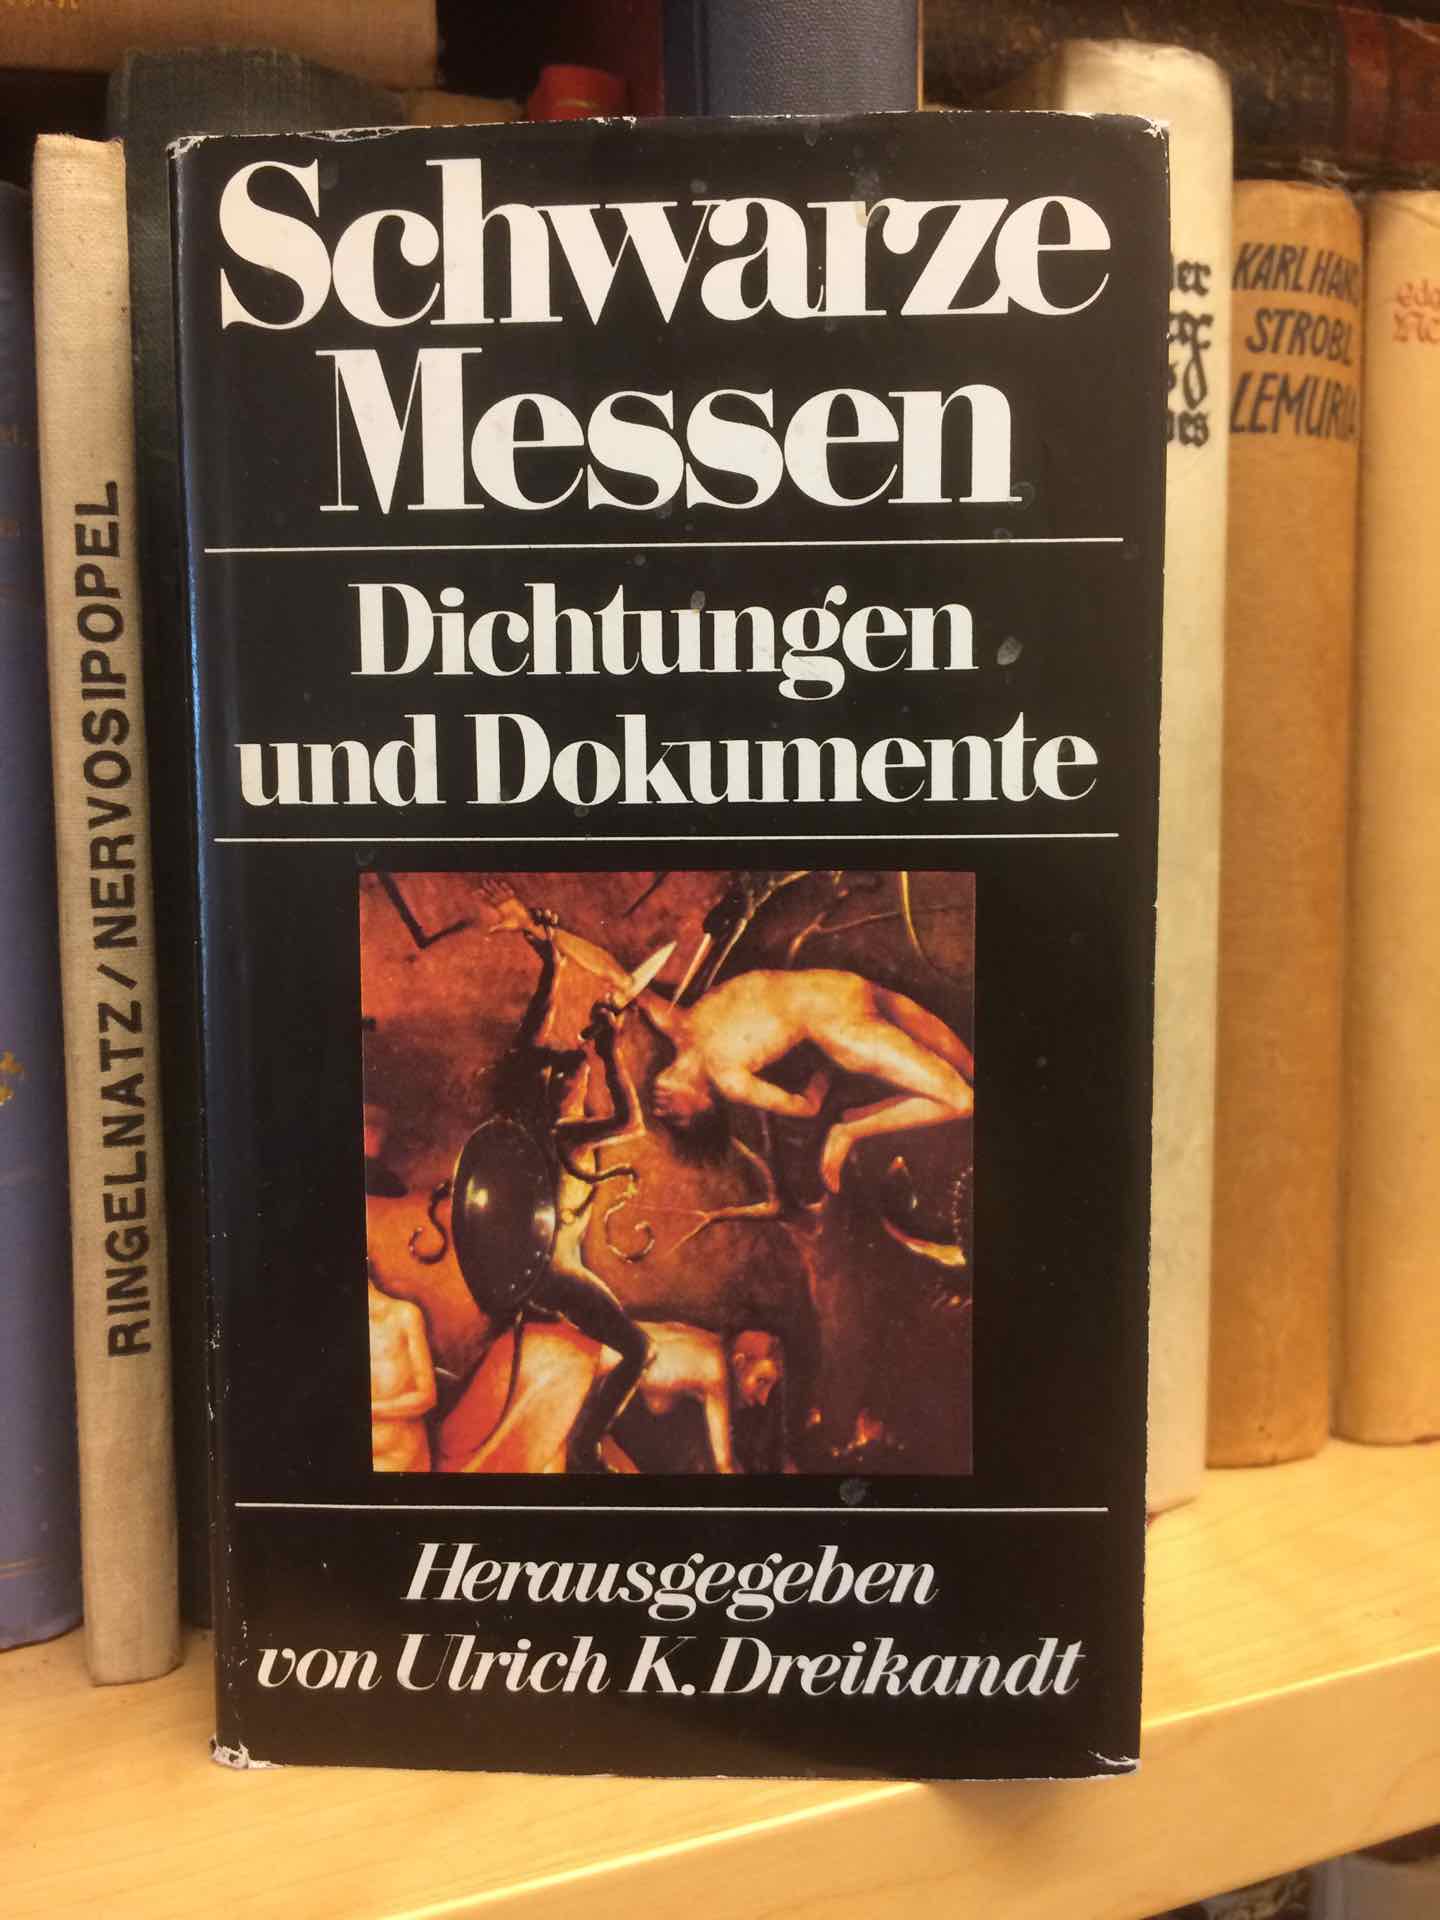 Schwarze
Messen
Dichtungen
und Dokumente
Herausgegeben
von Ulrich K. Dreikandt
RINGELNATZ / NERVOSIPOPEL
KARL HANS
STROBL
LEMURIA